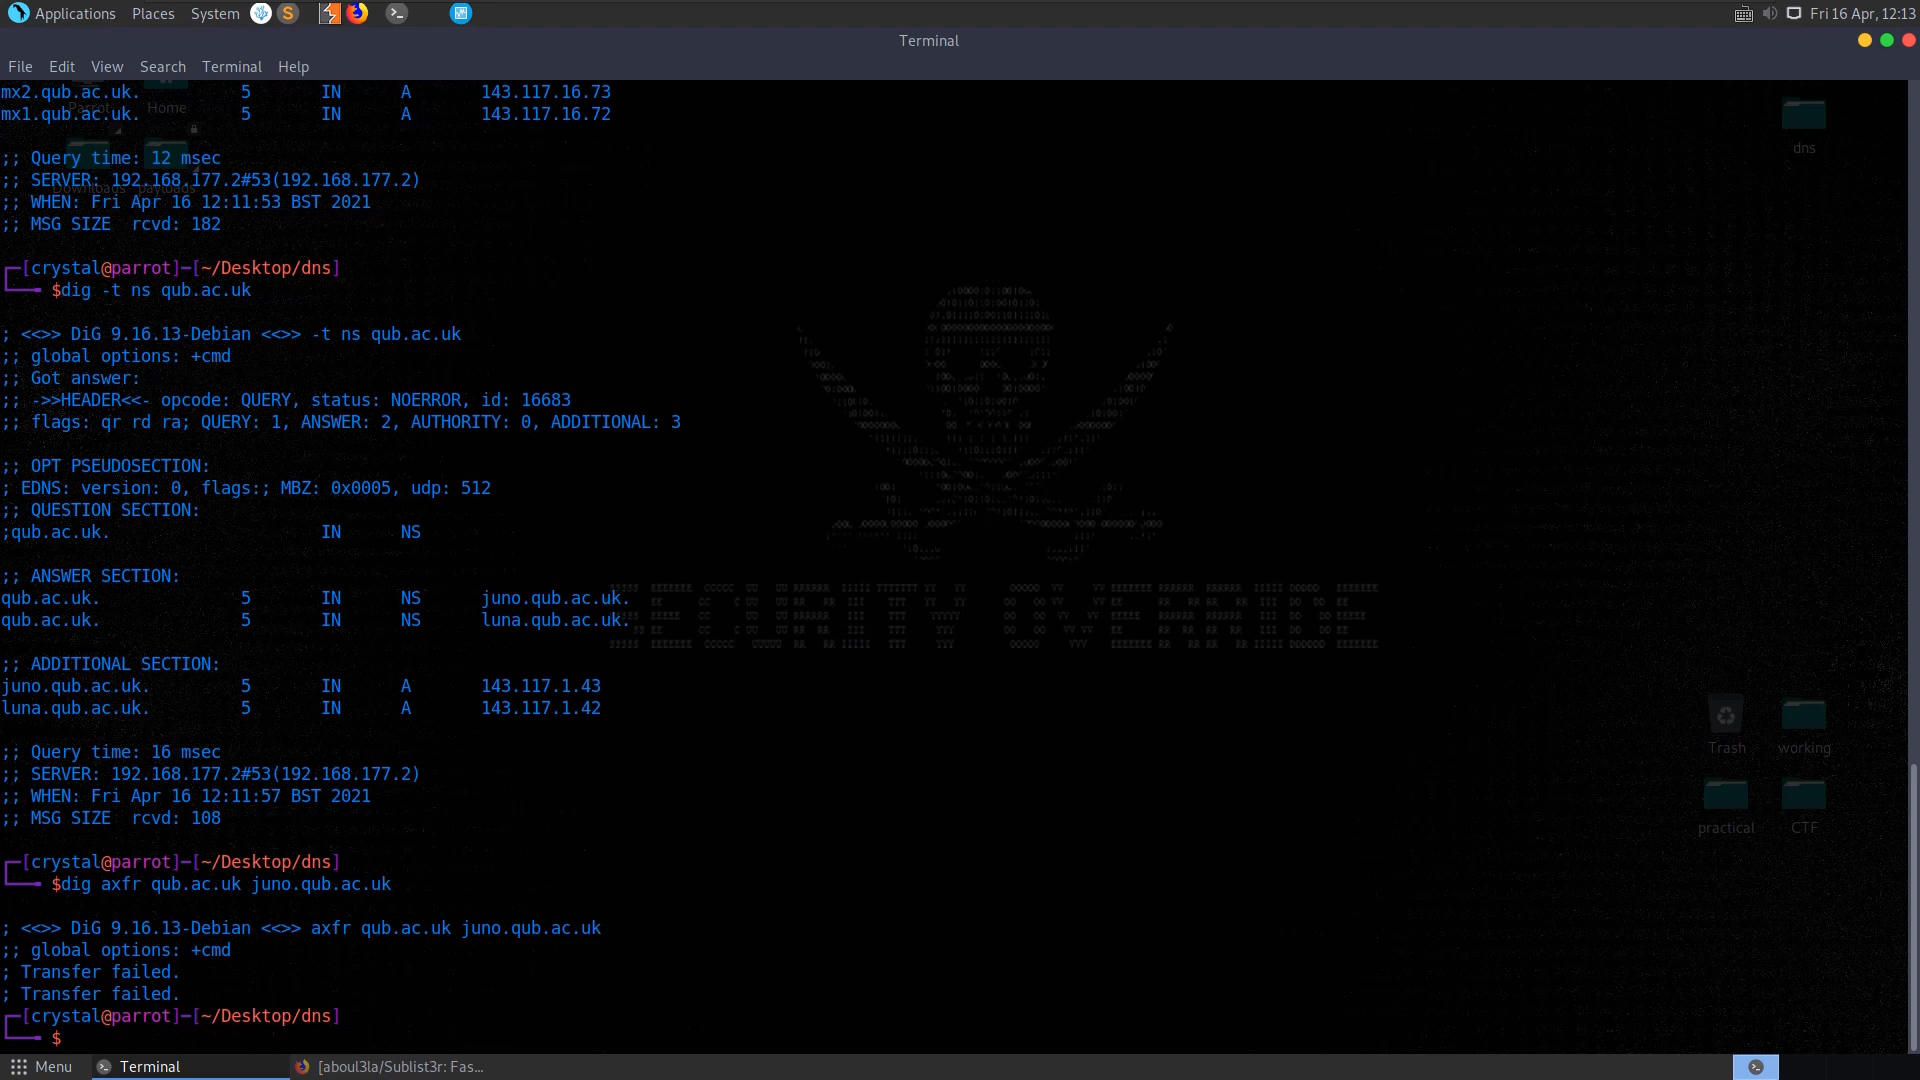 Applications Places System Fri 16 Apr, 12:13
Terminal
File Edit View Search Terminal Help
mx2.qub.ac.uk. 5 IN A 143.117.16.73
mx1.qub.ac.uk. 5 IN A 143.117.16.72
Parrot Home
dns
;; Query time: 12 msec
;; SERVER: 192.168.177.2#53(192.168.177.2)
Downloads payloads
;; WHEN: Fri Apr 16 12:11:53 BST 2021
;; MSG SIZE rcvd: 182
┌─[crystal@parrot]─[~/Desktop/dns]
└──╼ $dig -t ns qub.ac.uk
; <<>> DiG 9.16.13-Debian <<>> -t ns qub.ac.uk
;; global options: +cmd
;; Got answer:
;; ->>HEADER<<- opcode: QUERY, status: NOERROR, id: 16683
;; flags: qr rd ra; QUERY: 1, ANSWER: 2, AUTHORITY: 0, ADDITIONAL: 3
;; OPT PSEUDOSECTION:
; EDNS: version: 0, flags:; MBZ: 0x0005, udp: 512
;; QUESTION SECTION:
;qub.ac.uk. IN NS
;; ANSWER SECTION:
qub.ac.uk. 5 IN NS juno.qub.ac.uk.
qub.ac.uk. 5 IN NS luna.qub.ac.uk.
SECURITY OVERRIDE
;; ADDITIONAL SECTION:
juno.qub.ac.uk. 5 IN A 143.117.1.43
luna.qub.ac.uk. 5 IN A 143.117.1.42
;; Query time: 16 msec
;; SERVER: 192.168.177.2#53(192.168.177.2)
;; WHEN: Fri Apr 16 12:11:57 BST 2021
;; MSG SIZE rcvd: 108
Trash working
practical CTF
┌─[crystal@parrot]─[~/Desktop/dns]
└──╼ $dig axfr qub.ac.uk juno.qub.ac.uk
; <<>> DiG 9.16.13-Debian <<>> axfr qub.ac.uk juno.qub.ac.uk
;; global options: +cmd
; Transfer failed.
; Transfer failed.
┌─[crystal@parrot]─[~/Desktop/dns]
└──╼ $
Menu Terminal [aboul3la/Sublist3r: Fas...